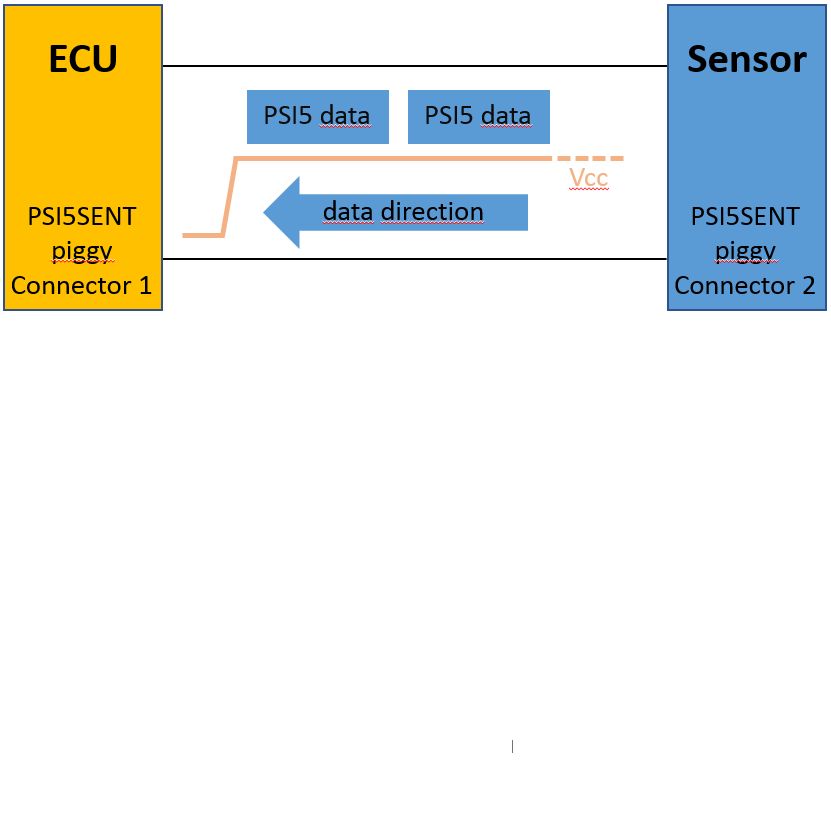 ECU
Sensor
PSI5 data
PSI5 data
Vcc
data direction
PSI5SENT
piggy
Connector 1
PSI5SENT
piggy
Connector 2